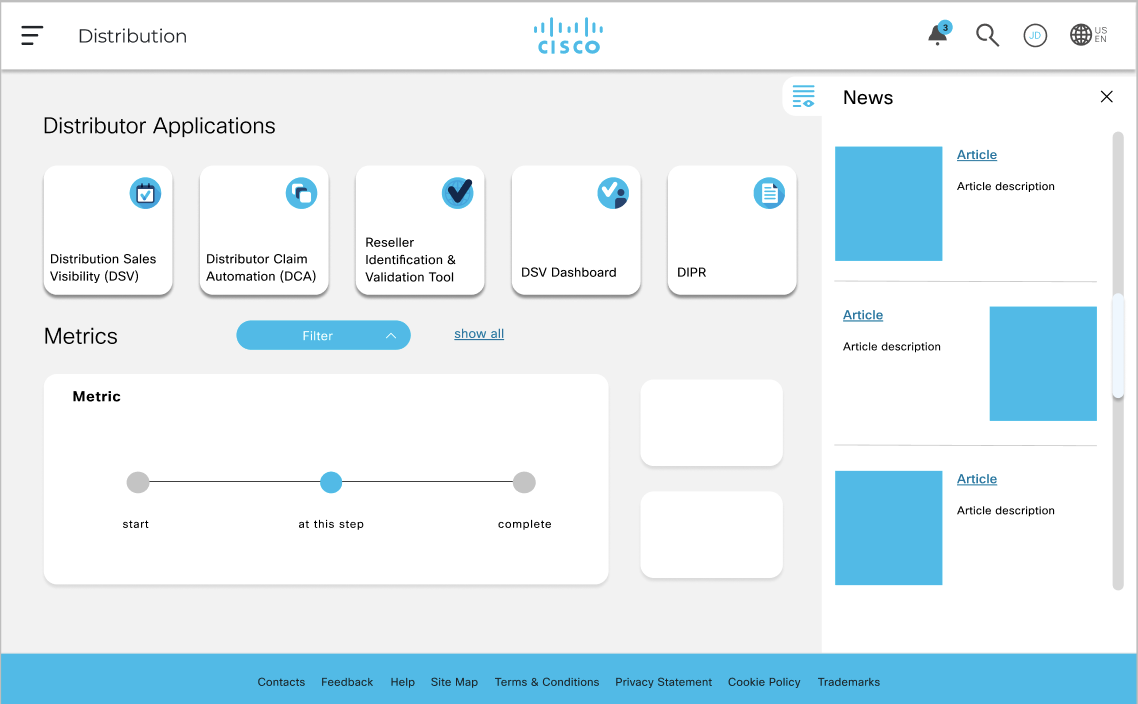 Distribution
CISCO
3
JD
US
EN
Distributor Applications
Distribution Sales
Visibility (DSV)
Distributor Claim
Automation (DCA)
Reseller
Identification &
Validation Tool
DSV Dashboard
DIPR
Metrics
Filter
show all
Metric
start
at this step
complete
News
Article
Article description
Article
Article description
Article
Article description
Contacts Feedback Help Site Map Terms & Conditions Privacy Statement Cookie Policy Trademarks